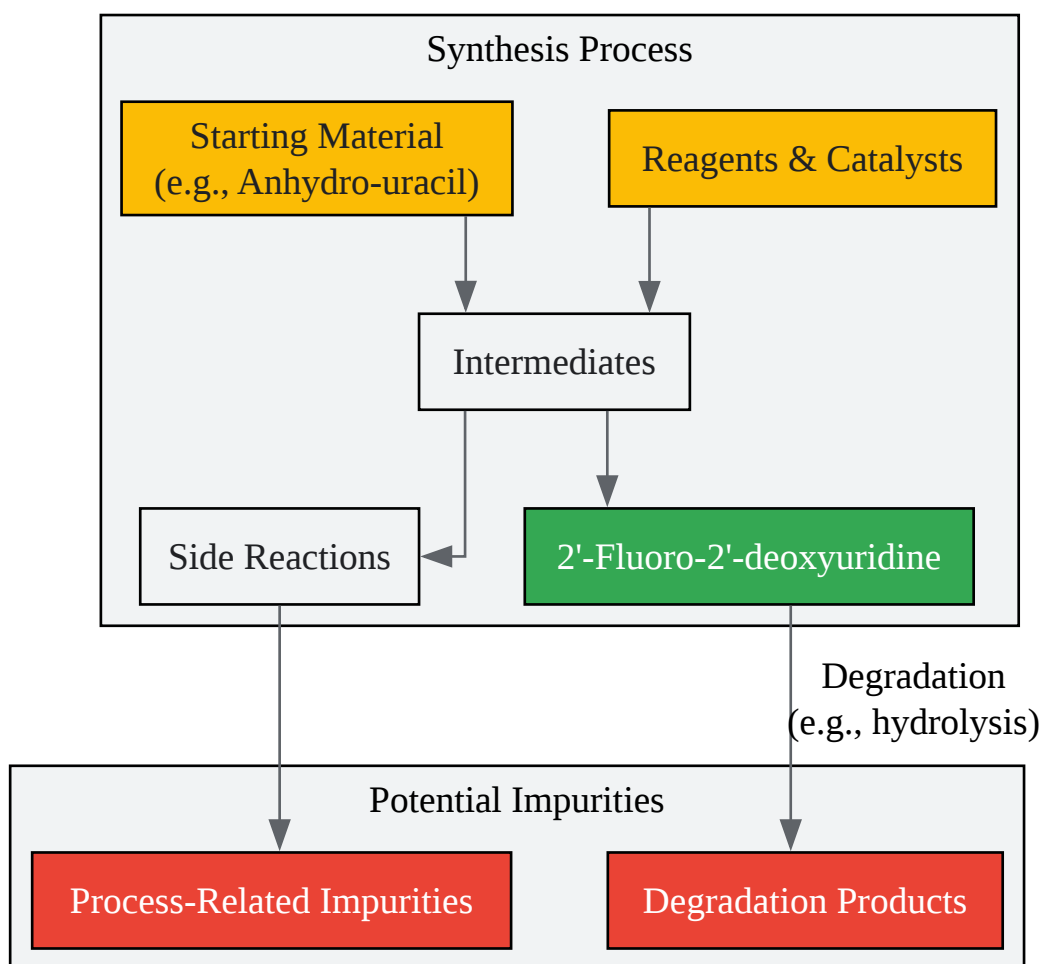 Synthesis Process
Starting Material
(e.g., Anhydro-uracil)
Reagents & Catalysts
Intermediates
Side Reactions
2'-Fluoro-2'-deoxyuridine
Degradation
(e.g., hydrolysis)
Potential Impurities
Process-Related Impurities
Degradation Products